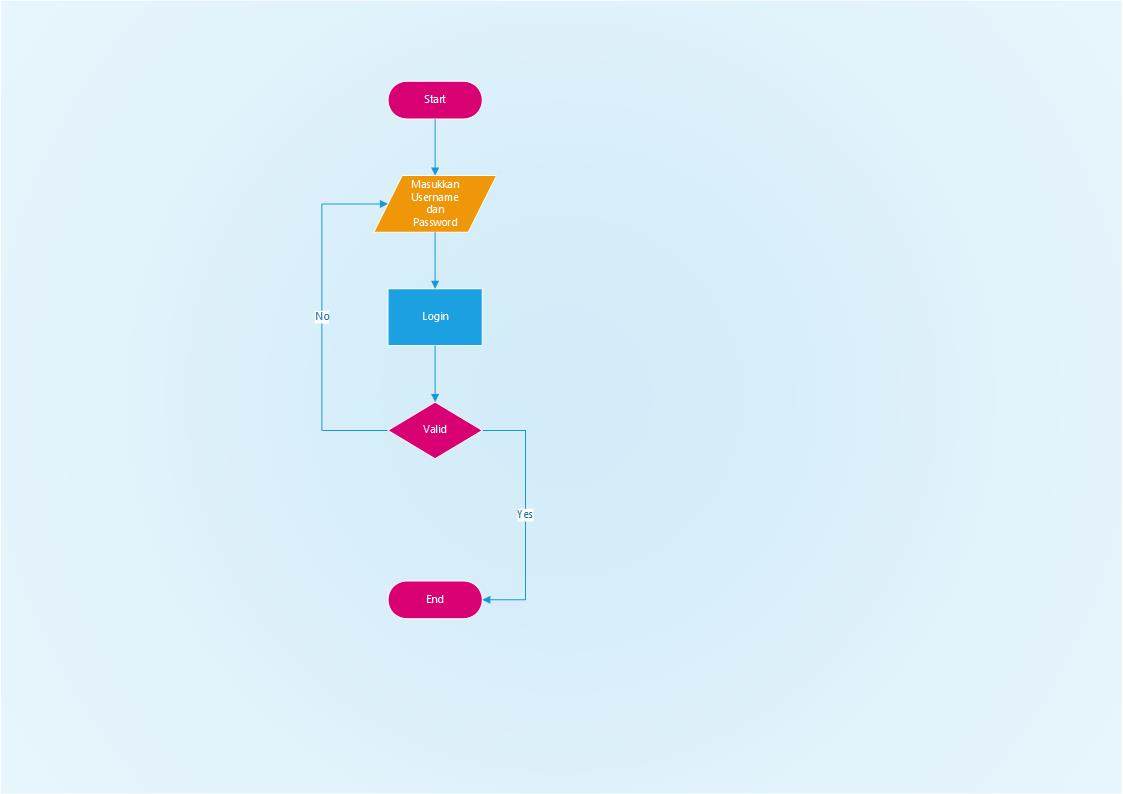 Start
Masukkan
Username
dan
Password
Login
No
Valid
Yes
End